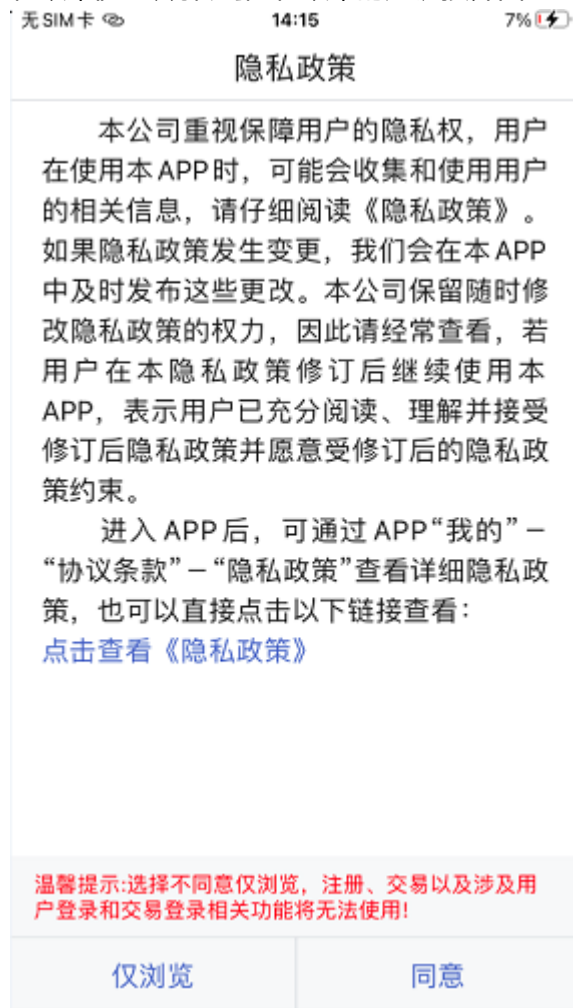 无SIM卡
14:15
7%
隐私政策
本公司重视保障用户的隐私权，用户
在使用本APP时，可能会收集和使用用户
的相关信息，请仔细阅读《隐私政策》。
如果隐私政策发生变更，我们会在本APP
中及时发布这些更改。本公司保留随时修
改隐私政策的权力，因此请经常查看，若
用户在本隐私政策修订后继续使用本
APP，表示用户已充分阅读、理解并接受
修订后隐私政策并愿意受修订后的隐私政
策约束。
进入APP后，可通过APP“我的”－
“协议条款”－“隐私政策”查看详细隐私政
策，也可以直接点击以下链接查看：
点击查看《隐私政策》
温馨提示:选择不同意仅浏览，注册、交易以及涉及用
户登录和交易登录相关功能将无法使用!
仅浏览
同意